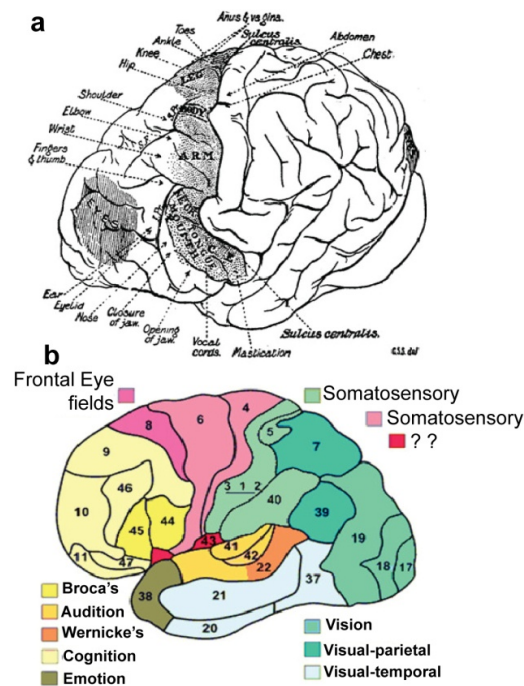 a
Anus & vagina.
Toes
Ankle
Knee
Hip
Sulcus
centralis.
Abdomen
Chest.
Shoulder
Elbow
Wrist
Fingers
& thumb.
LEG
BODY
ARM
EYES
Ear
Eyelid
Nose
Closure
of jaw.
Opening
of jaw.
Vocal
cords.
Mastication
Sulcus centralis.
b
Frontal Eye
fields
Somatosensory
Somatosensory
? ?
8
6
4
5
7
9
46
3 1 2
40
10
45
44
43
41
42
39
19
11
47
22
18
17
38
21
37
20
Broca's
Audition
Wernicke's
Cognition
Emotion
Vision
Visual-parietal
Visual-temporal